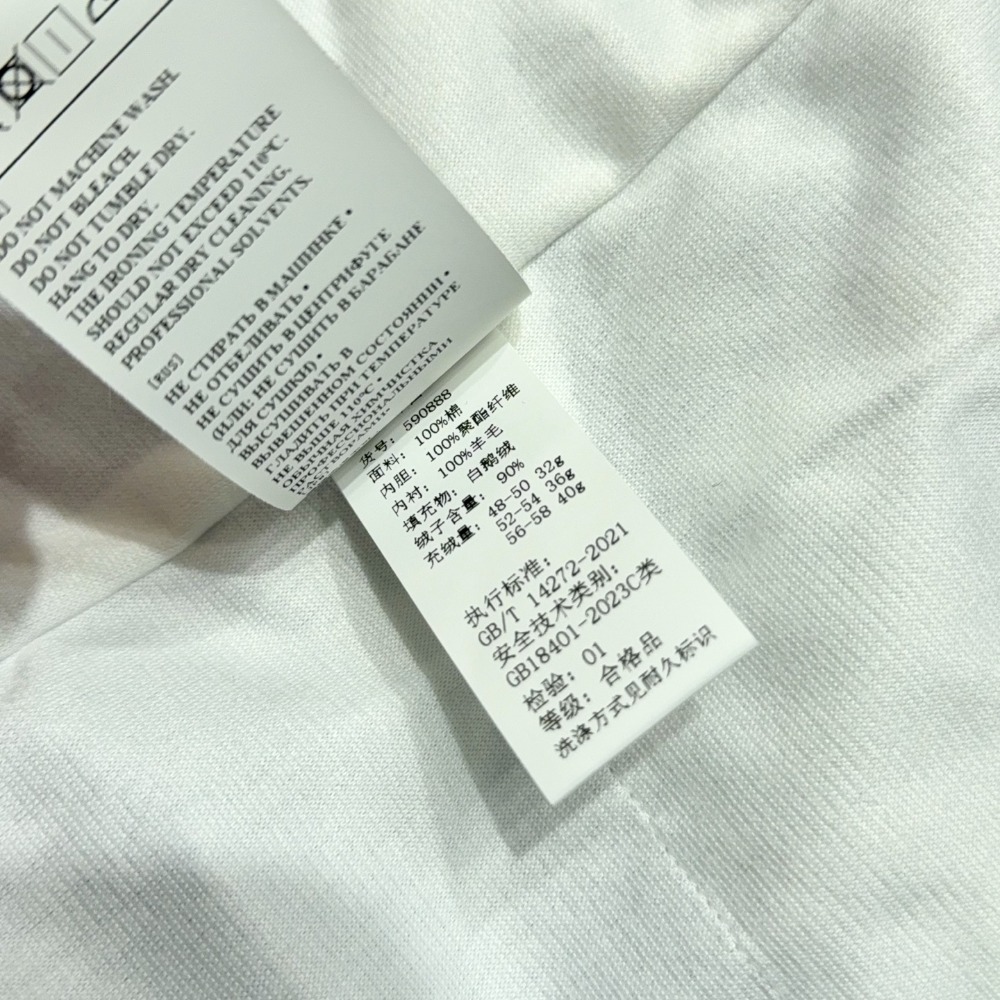 DO NOT MACHINE WASH.
DO NOT BLEACH.
DO NOT TUMBLE DRY.
HANG TO DRY.
THE IRONING TEMPERATURE
SHOULD NOT EXCEED 110°C.
REGULAR DRY CLEANING.
PROFESSIONAL SOLVENTS.
[RUS]
НЕ СТИРАТЬ В МАШИНКЕ •
НЕ ОТБЕЛИВАТЬ •
НЕ СУШИТЬ В ЦЕНТРИФУГЕ
(ИЛИ: НЕ СУШИТЬ В БАРАБАНЕ
ДЛЯ СУШКИ) •
ВЫСУШИВАТЬ В
ВЫВЕШЕННОМ СОСТОЯНИИ •
ГЛАДИТЬ ПРИ ТЕМПЕРАТУРЕ
НЕ ВЫШЕ 110°C •
ОБЫЧНАЯ ХИМЧИСТКА
货号: 590888
面料: 100%棉
内胆: 100%聚酯纤维
内衬: 100%羊毛
填充物: 白鹅绒
绒子含量: 90%
充绒量: 48-50 32g
52-54 36g
56-58 40g
执行标准:
GB/T 14272-2021
安全技术类别:
GB18401-2023C类
检验: 01
等级: 合格品
洗涤方式见耐久标识